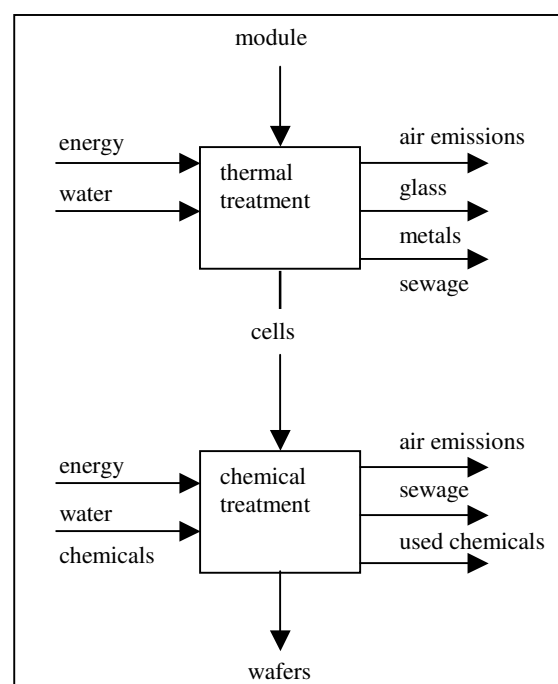 module
energy
water
thermal
treatment
air emissions
glass
metals
sewage
cells
energy
water
chemicals
chemical
treatment
air emissions
sewage
used chemicals
wafers